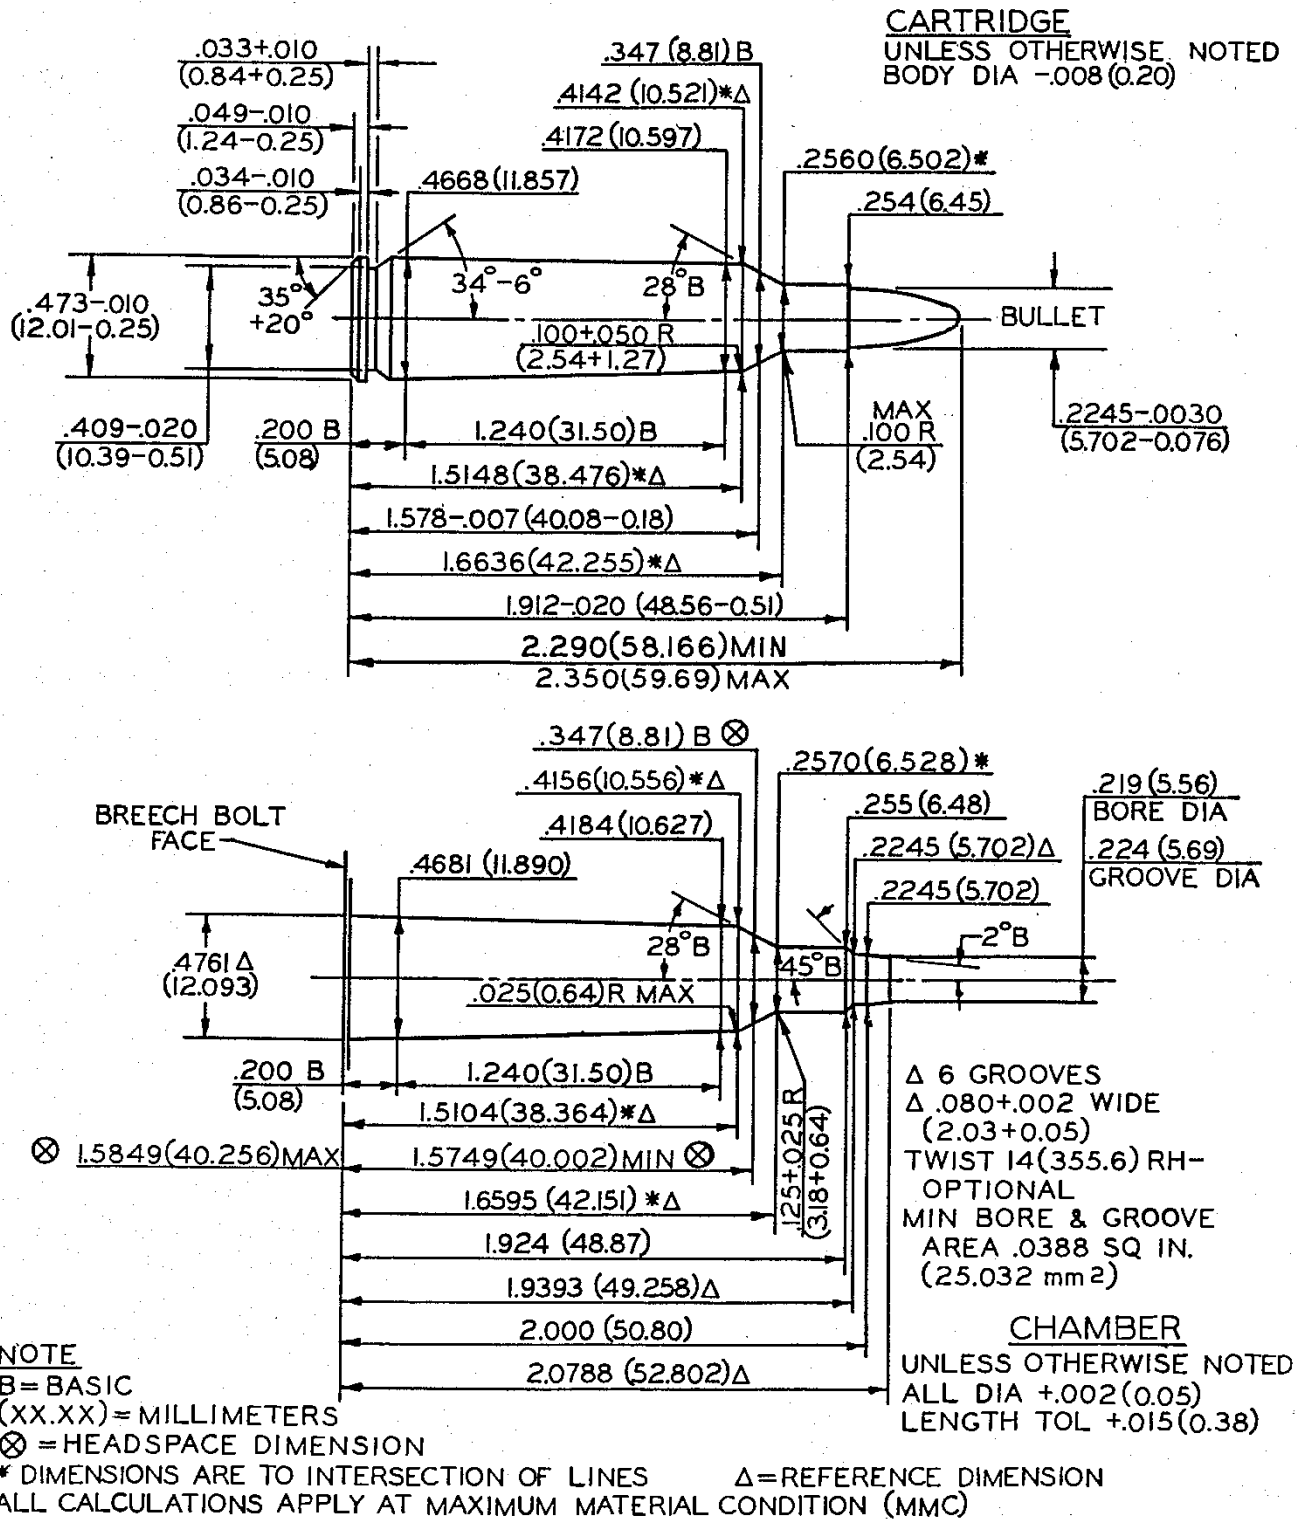 CARTRIDGE
UNLESS OTHERWISE NOTED
BODY DIA -.008(0.20)
.033+.010
(0.84+0.25)
.049-.010
(1.24-0.25)
.034-.010
(0.86-0.25)
.347 (8.81) B
.4142 (10.521)*Δ
.4172(10.597)
.4668(11.857)
.2560(6.502)*
.254(6.45)
.473-.010
(12.01-0.25)
35°
+20°
34°-6°
28°B
.100+.050 R
(2.54+1.27)
BULLET
.409-.020
(10.39-0.51)
.200 B
(5.08)
1.240(31.50)B
MAX
.100 R
(2.54)
.2245-.0030
(5.702-0.076)
1.5148(38.476)*Δ
1.578-.007(40.08-0.18)
1.6636(42.255)*Δ
1.912-.020 (48.56-0.51)
2.290(58.166)MIN
2.350(59.69)MAX
.347(8.81) B ⊗
.4156(10.556)*Δ
.4184(10.627)
.4681 (11.890)
.2570(6.528)*
.255(6.48)
.2245(5.702)Δ
.2245(5.702)
.219(5.56)
BORE DIA
.224(5.69)
GROOVE DIA
BREECH BOLT
FACE
.4761Δ
(12.093)
28°B
45°B
2°B
.025(0.64)R MAX
.200 B
(5.08)
1.240(31.50)B
1.5104(38.364)*Δ
⊗ 1.5849(40.256)MAX
1.5749(40.002)MIN ⊗
1.6595 (42.151) *Δ
.125+.025 R
(3.18+0.64)
1.924 (48.87)
1.9393 (49.258)Δ
2.000 (50.80)
2.0788 (52.802)Δ
Δ 6 GROOVES
Δ .080+.002 WIDE
(2.03+0.05)
TWIST 14(355.6) RH-
OPTIONAL
MIN BORE & GROOVE
AREA .0388 SQ IN.
(25.032 mm2)
CHAMBER
UNLESS OTHERWISE NOTED
ALL DIA +.002(0.05)
LENGTH TOL +.015(0.38)
NOTE
B=BASIC
(XX.XX)=MILLIMETERS
⊗ =HEADSPACE DIMENSION
* DIMENSIONS ARE TO INTERSECTION OF LINES Δ=REFERENCE DIMENSION
ALL CALCULATIONS APPLY AT MAXIMUM MATERIAL CONDITION (MMC)